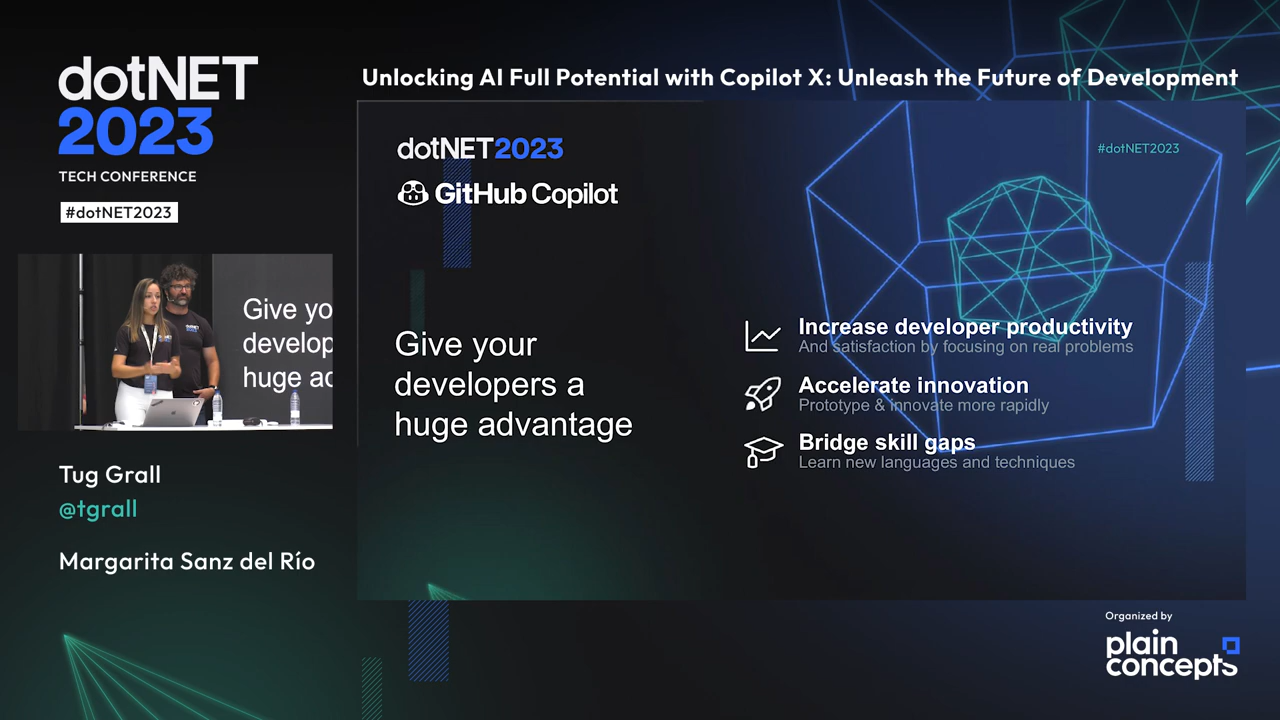 dotNET
2023
TECH CONFERENCE
#dotNET2023
Unlocking AI Full Potential with Copilot X: Unleash the Future of Development
dotNET2023
#dotNET2023
GitHub Copilot
Give your
developers a
huge advantage
Increase developer productivity
And satisfaction by focusing on real problems
Accelerate innovation
Prototype & innovate more rapidly
Bridge skill gaps
Learn new languages and techniques
Give yo
develop
huge ad
Tug Grall
@tgrall
Margarita Sanz del Río
Organized by
plain
concepts